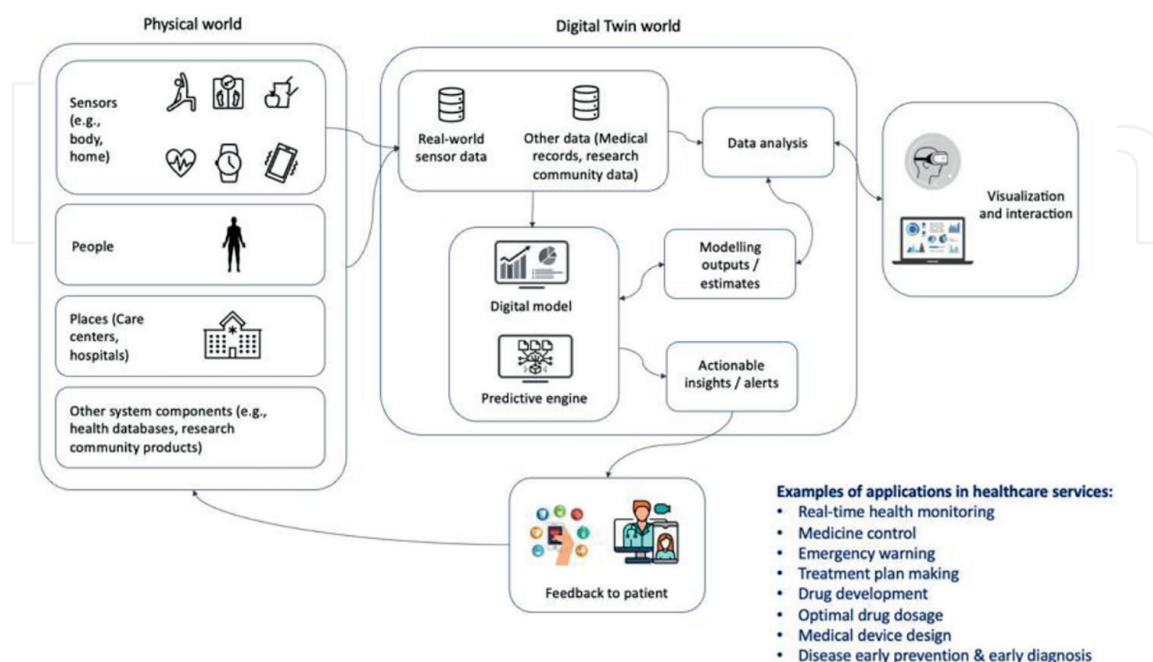 Physical world
Digital Twin world
Sensors
(e.g.,
body,
home)
People
Places (Care
centers,
hospitals)
Other system components (e.g.,
health databases, research
community products)
Real-world
sensor data
Other data (Medical
records, research
community data)
Data analysis
Digital model
Predictive engine
Modelling
outputs /
estimates
Actionable
insights / alerts
Visualization
and interaction
Feedback to patient
Examples of applications in healthcare services:
• Real-time health monitoring
• Medicine control
• Emergency warning
• Treatment plan making
• Drug development
• Optimal drug dosage
• Medical device design
• Disease early prevention & early diagnosis